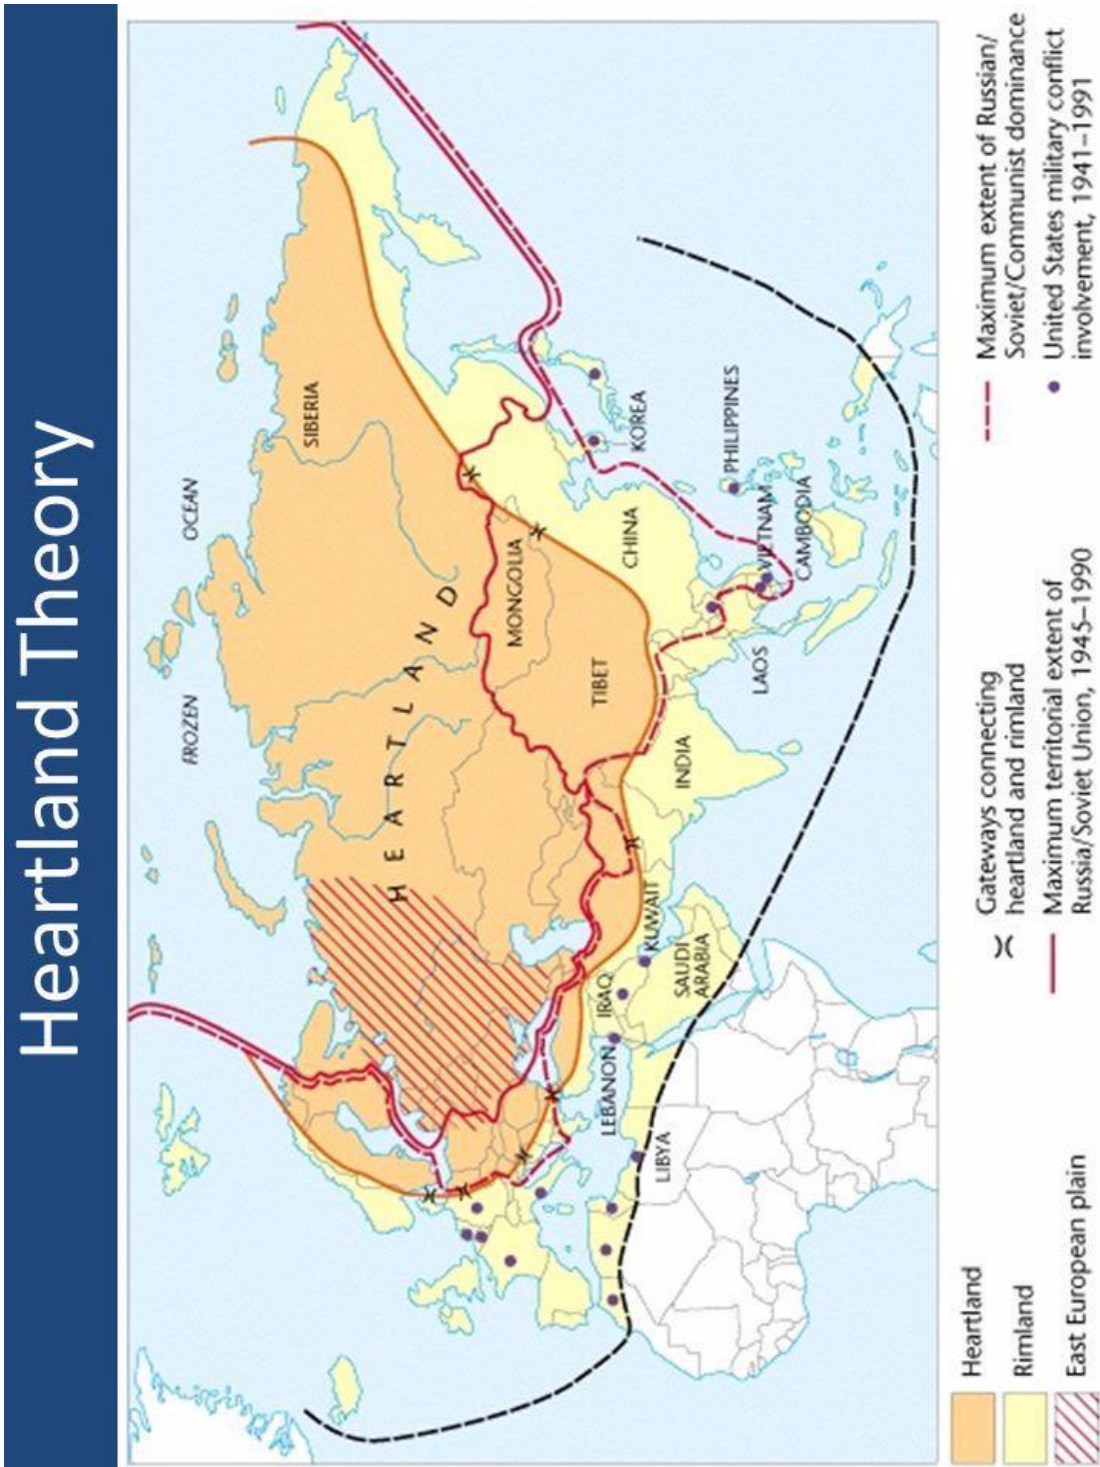 Heartland Theory
FROZEN
OCEAN
SIBERIA
HEARTLAND
MONGOLIA
TIBET
CHINA
KOREA
PHILIPPINES
VIETNAM
CAMBODIA
LAOS
INDIA
KUWAIT
SAUDI
ARABIA
IRAQ
LEBANON
LIBYA
Heartland
Rimland
East European plain
Gateways connecting
heartland and rimland
Maximum territorial extent of
Russia/Soviet Union, 1945–1990
Maximum extent of Russian/
Soviet/Communist dominance
United States military conflict
involvement, 1941–1991